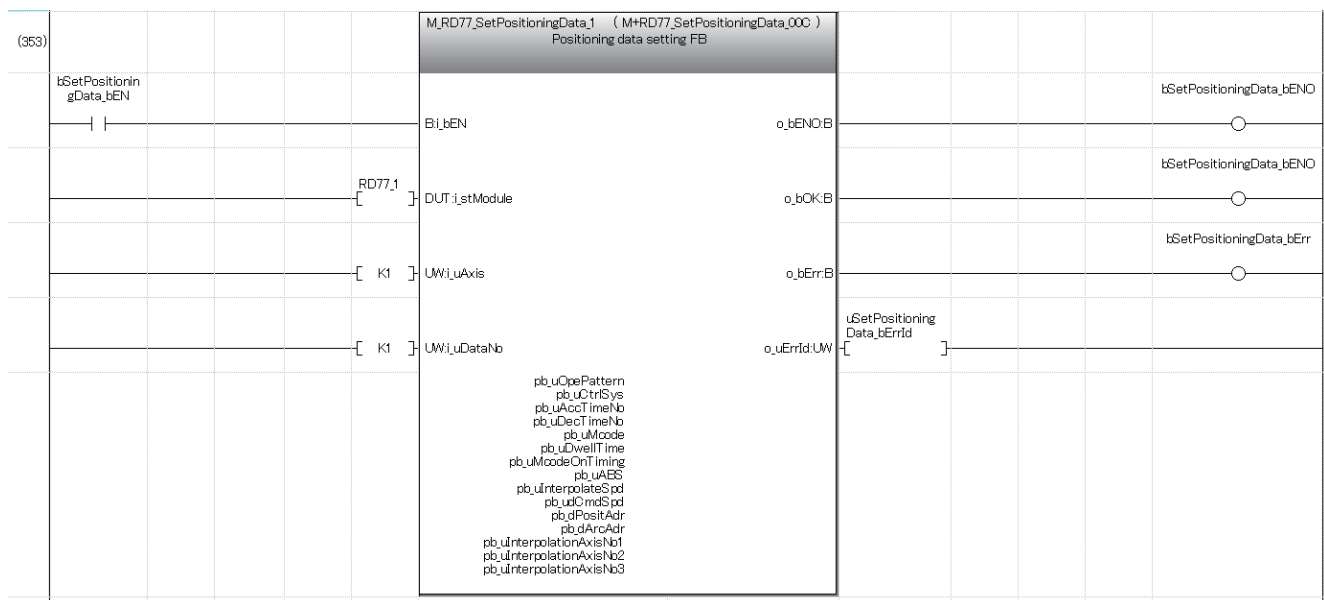 M_RD77_SetPositioningData_1 ( M+RD77_SetPositioningData_00C )
(353)
Positioning data setting FB
bSetPositionin
gData_bEN
bSetPositioningData_bENO
B:i_bEN
o_bENO:B
bSetPositioningData_bENO
RD77_1
DUT:i_stModule
o_bOK:B
bSetPositioningData_bErr
K1
UW:i_uAxis
o_bErr:B
uSetPositioning
Data_bErrId
K1
UW:i_uDataNo
o_uErrId:UW
pb_uOpePattern
pb_uCtrlSys
pb_uAccTimeNo
pb_uDecTimeNo
pb_uMcode
pb_uDwellTime
pb_uMcodeOnTiming
pb_uABS
pb_uInterpolateSpd
pb_udCmdSpd
pb_dPositAdr
pb_dArcAdr
pb_uInterpolationAxisNo1
pb_uInterpolationAxisNo2
pb_uInterpolationAxisNo3